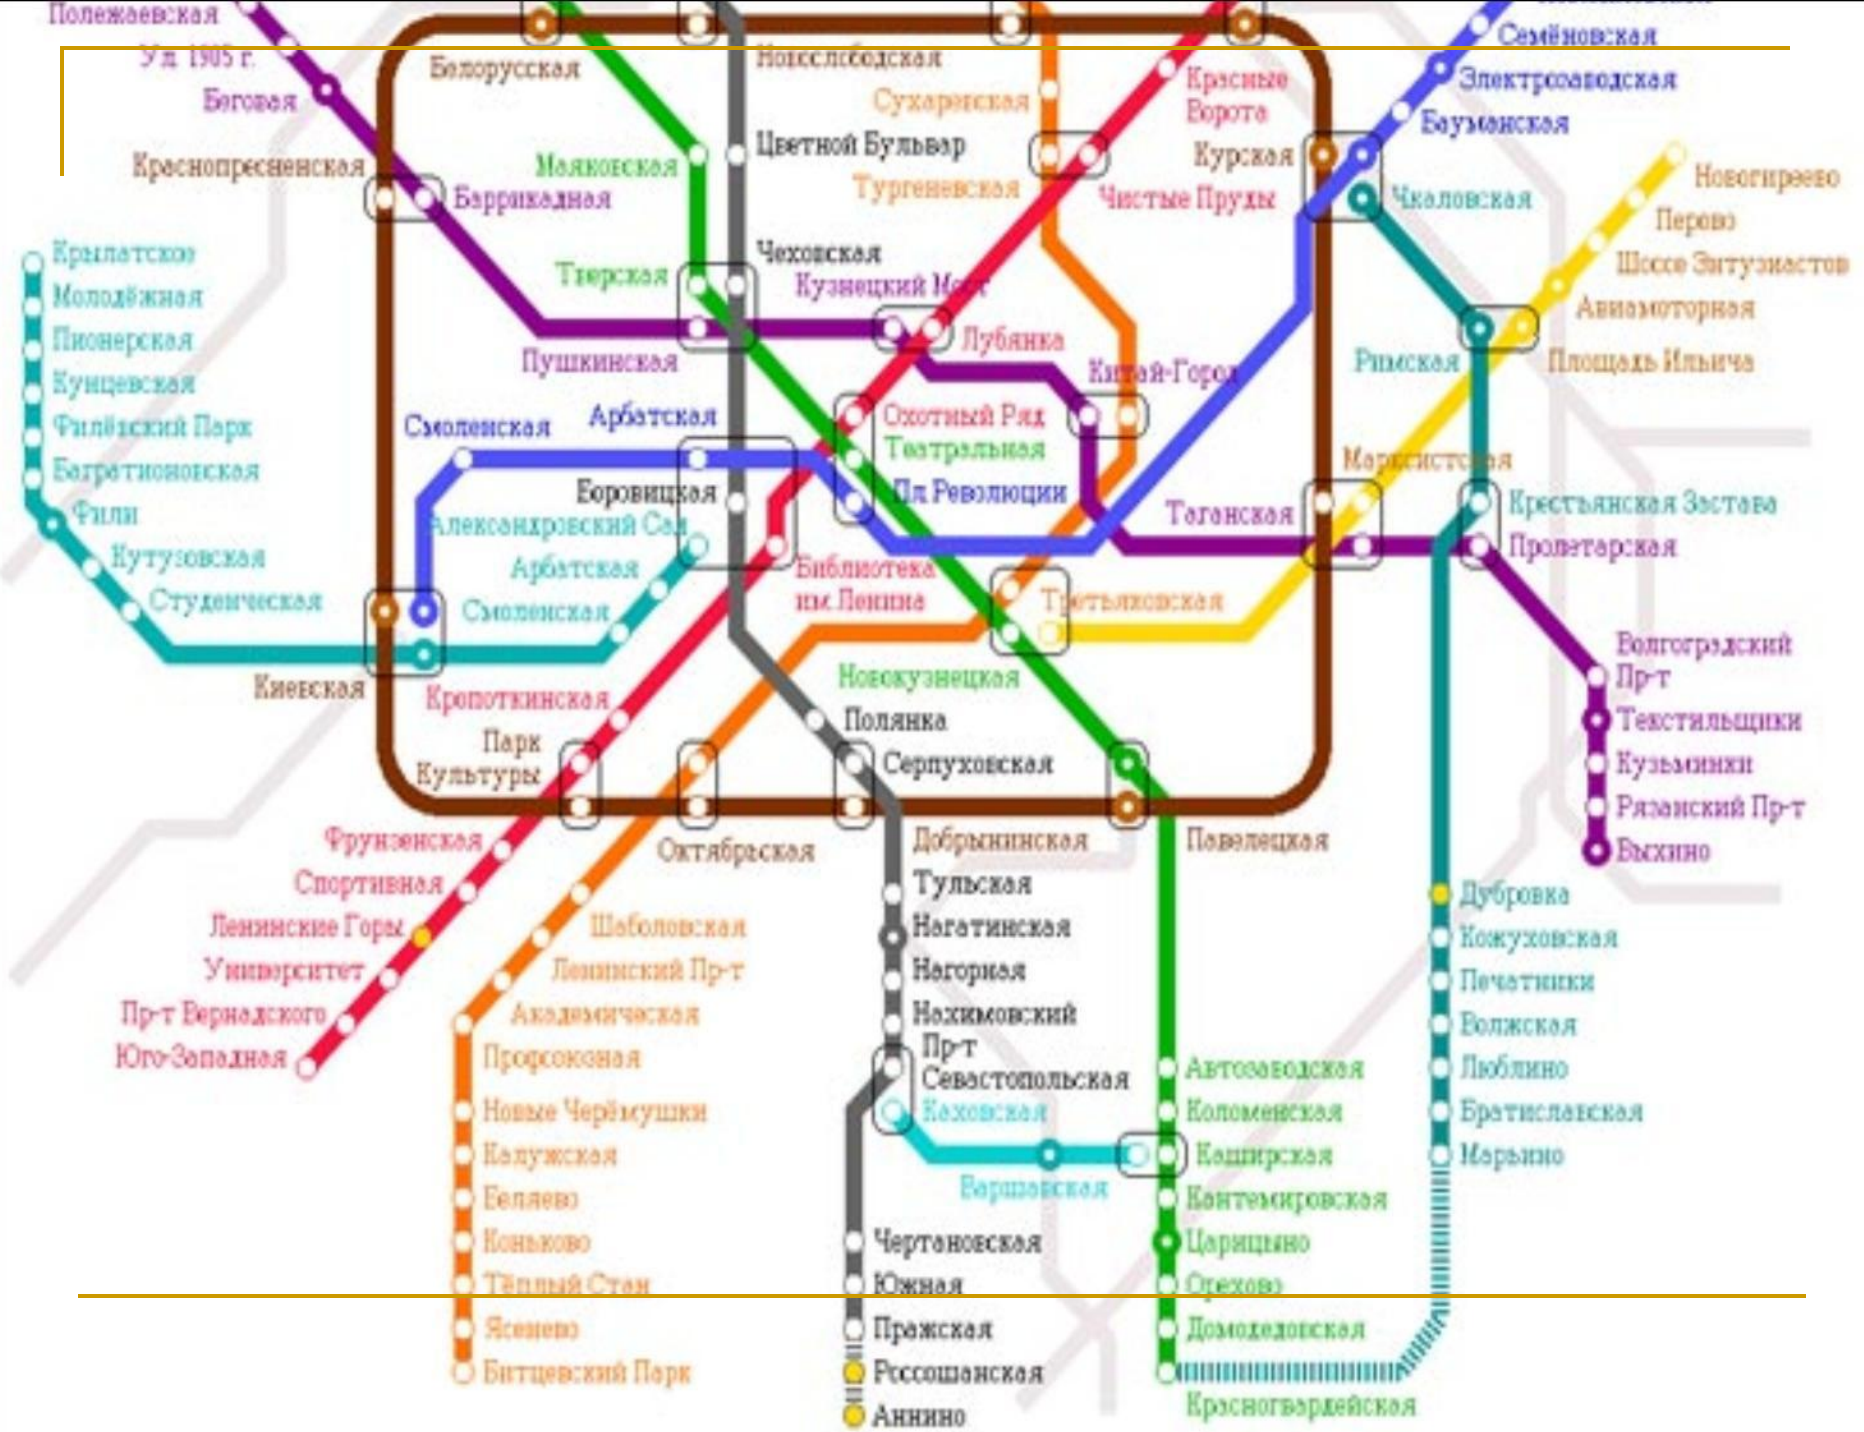 Полежаевская
Ул. 1905 г.
Беговая
Белорусская
Новослободская
Сухаревская
Красные
Ворота
Семёновская
Электрозаводская
Бауманская
Краснопресненская
Баррикадная
Маяковская
Цветной Бульвар
Тургеневская
Чистые Пруды
Курская
Чкаловская
Новогиреево
Перово
Шоссе Энтузиастов
Авиамоторная
Площадь Ильича
Римская
Крылатское
Молодёжная
Пионерская
Кунцевская
Филёвский Парк
Багратионовская
Фили
Кутузовская
Студенческая
Тверская
Чеховская
Кузнецкий Мост
Пушкинская
Лубянка
Китай-Город
Смоленская
Арбатская
Охотный Ряд
Театральная
Пл Революции
Боровицкая
Александровский Сад
Арбатская
Смоленская
Библиотека
им.Ленина
Третьяковская
Марксистская
Таганская
Крестьянская Застава
Пролетарская
Киевская
Кропоткинская
Парк
Культуры
Новокузнецкая
Полянка
Серпуховская
Волгоградский
Пр-т
Текстильщики
Кузьминки
Рязанский Пр-т
Выхино
Фрунзенская
Спортивная
Ленинские Горы
Университет
Пр-т Вернадского
Юго-Западная
Октябрьская
Добрынинская
Павелецкая
Шаболовская
Ленинский Пр-т
Академическая
Профсоюзная
Новые Черёмушки
Калужская
Беляево
Коньково
Тёплый Стан
Ясенево
Битцевский Парк
Тульская
Нагатинская
Нагорная
Нахимовский
Пр-т
Севастопольская
Каховская
Варшавская
Чертановская
Южная
Пражская
Россошанская
Аннино
Автозаводская
Коломенская
Каширская
Кантемировская
Царицыно
Орехово
Домодедовская
Красногвардейская
Дубровка
Кожуховская
Печатники
Волжская
Люблино
Братиславская
Марьино